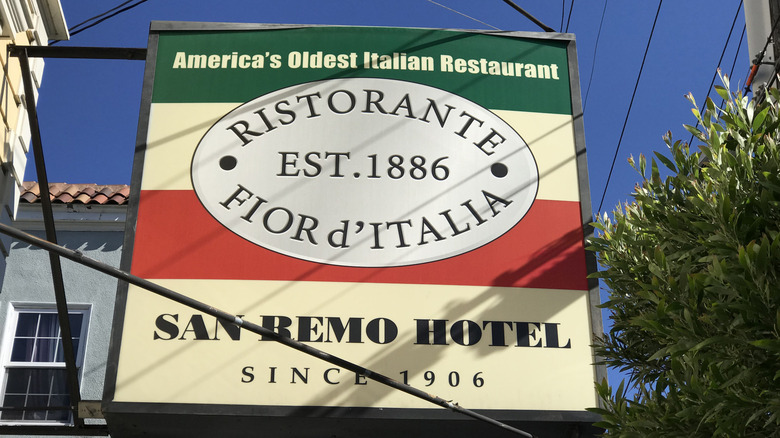 America's Oldest Italian Restaurant
RISTORANTE
EST.1886
FIOR d'ITALIA
SAN REMO HOTEL
SINCE 1906